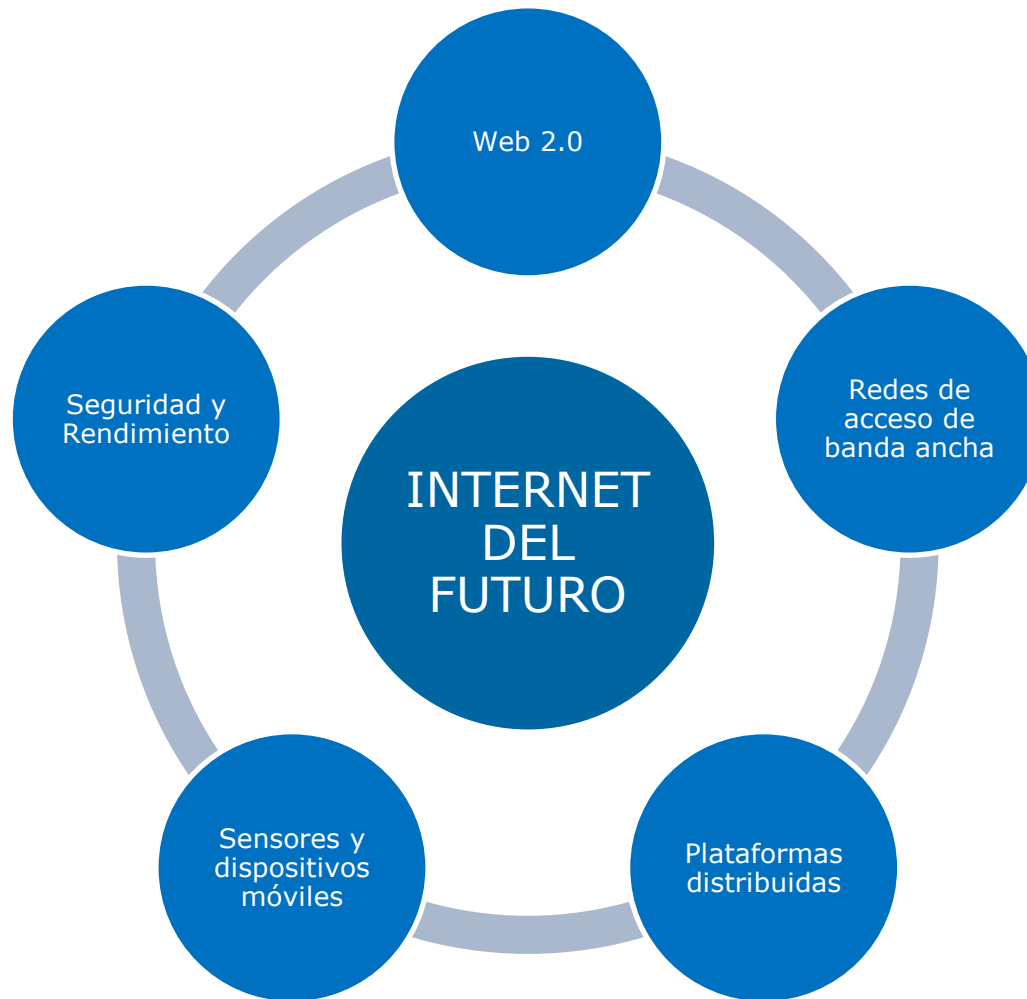 Web 2.0
Redes de
acceso de
banda ancha
Plataformas
distribuidas
Sensores y
dispositivos
móviles
Seguridad y
Rendimiento
INTERNET
DEL
FUTURO